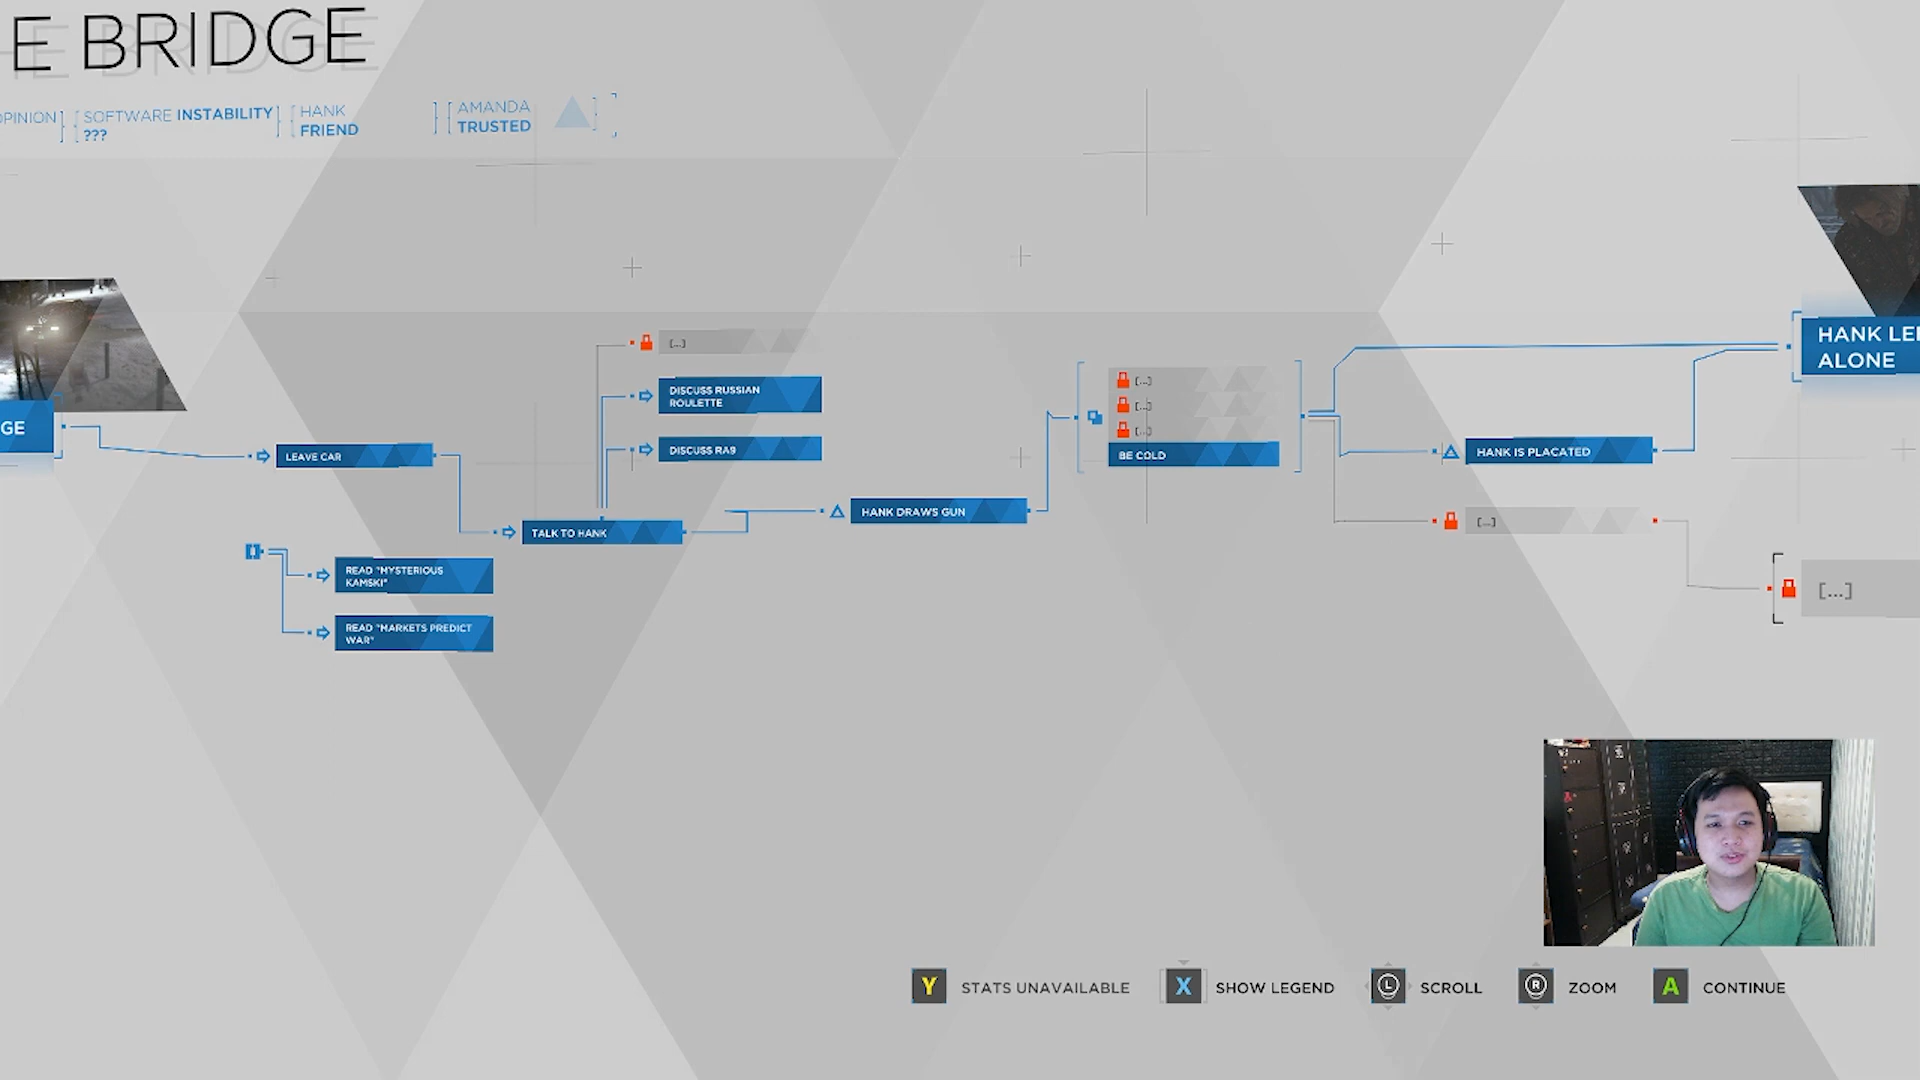 E BRIDGE
OPINION
SOFTWARE INSTABILITY
???
HANK
FRIEND
AMANDA
TRUSTED
[...]
DISCUSS RUSSIAN
ROULETTE
DISCUSS RA9
GE
LEAVE CAR
TALK TO HANK
HANK DRAWS GUN
READ "MYSTERIOUS
KAMSKI"
READ "MARKETS PREDICT
WAR"
[...]
[...]
[...]
BE COLD
HANK IS PLACATED
[...]
HANK LE
ALONE
[...]
Y STATS UNAVAILABLE
X SHOW LEGEND
L SCROLL
R ZOOM
A CONTINUE